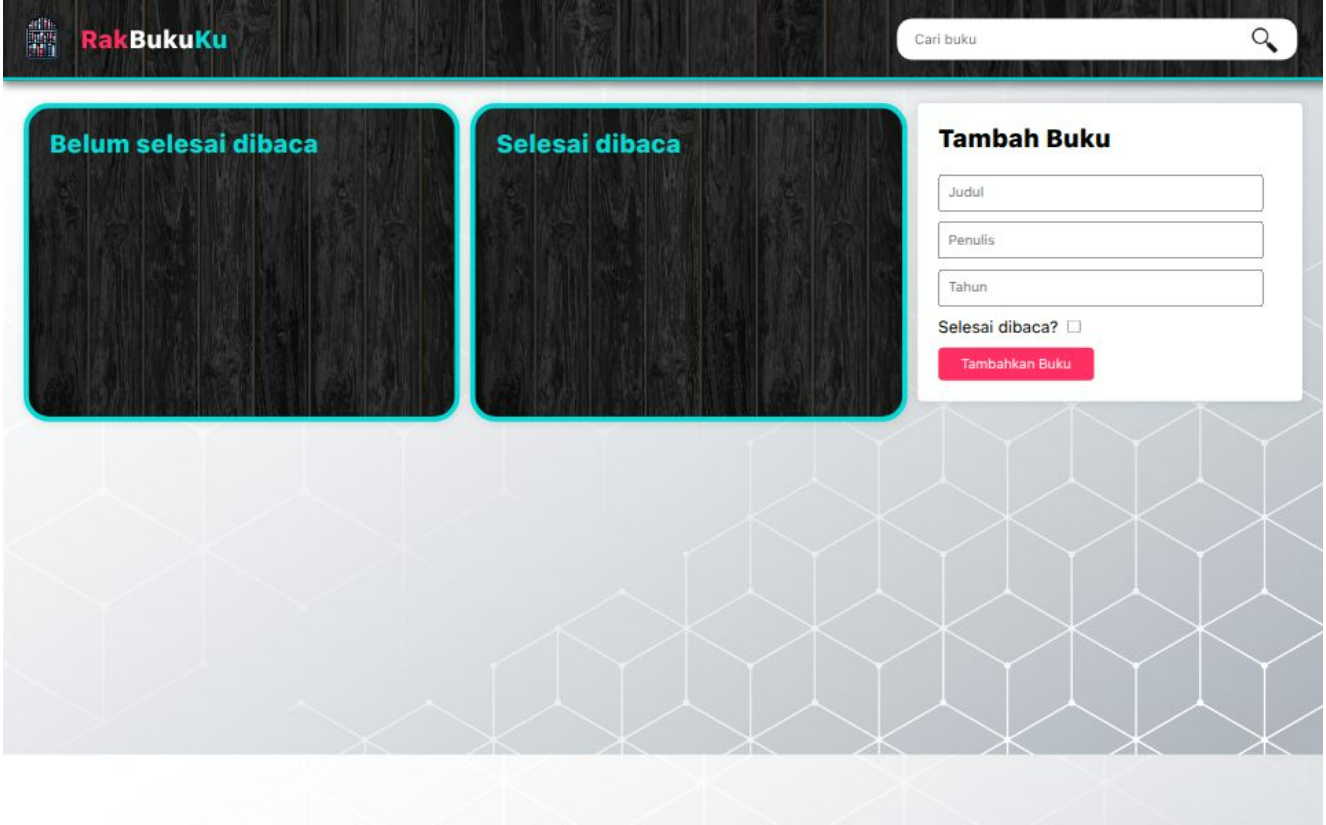 RakBukuKu
Cari buku
Belum selesai dibaca
Selesai dibaca
Tambah Buku
Judul
Penulis
Tahun
Selesai dibaca?
Tambahkan Buku